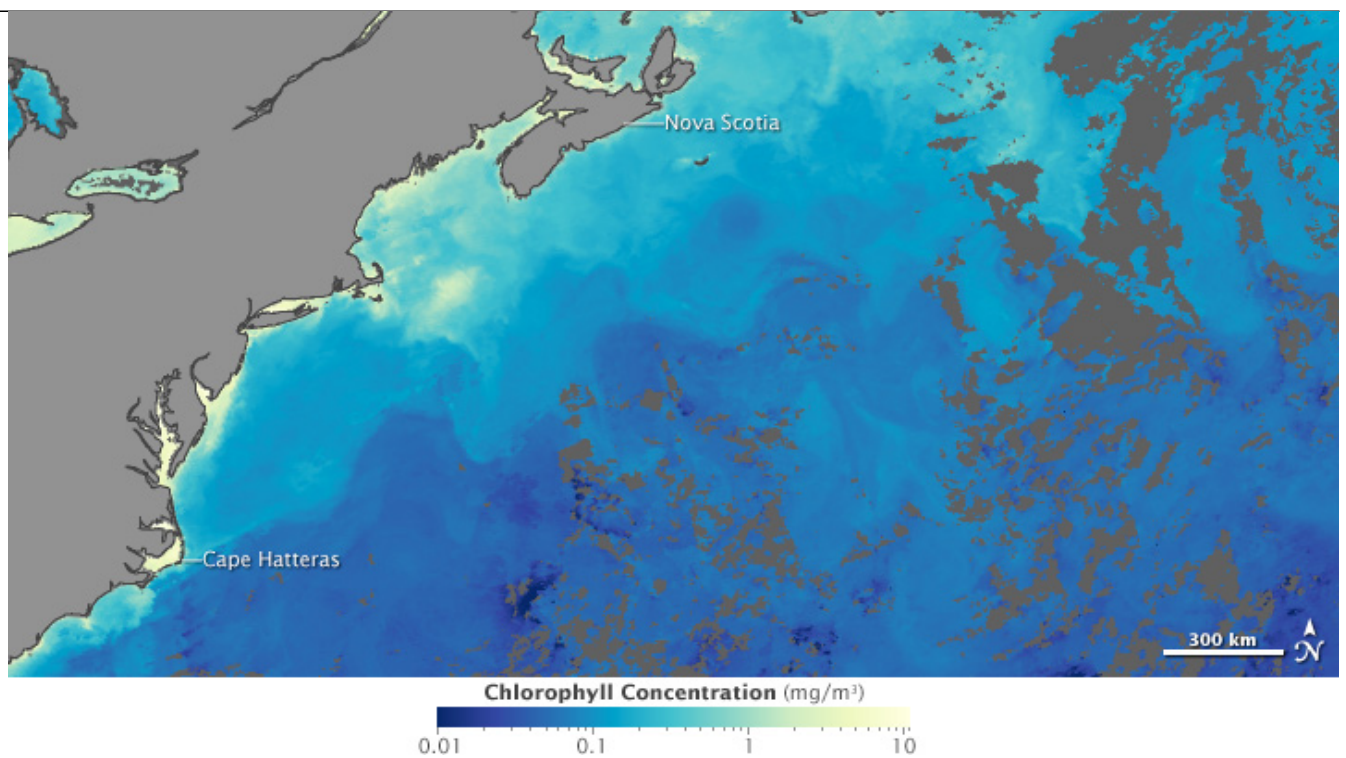 Nova Scotia
Cape Hatteras
300 km
N
Chlorophyll Concentration (mg/m³)
0.01 0.1 1 10